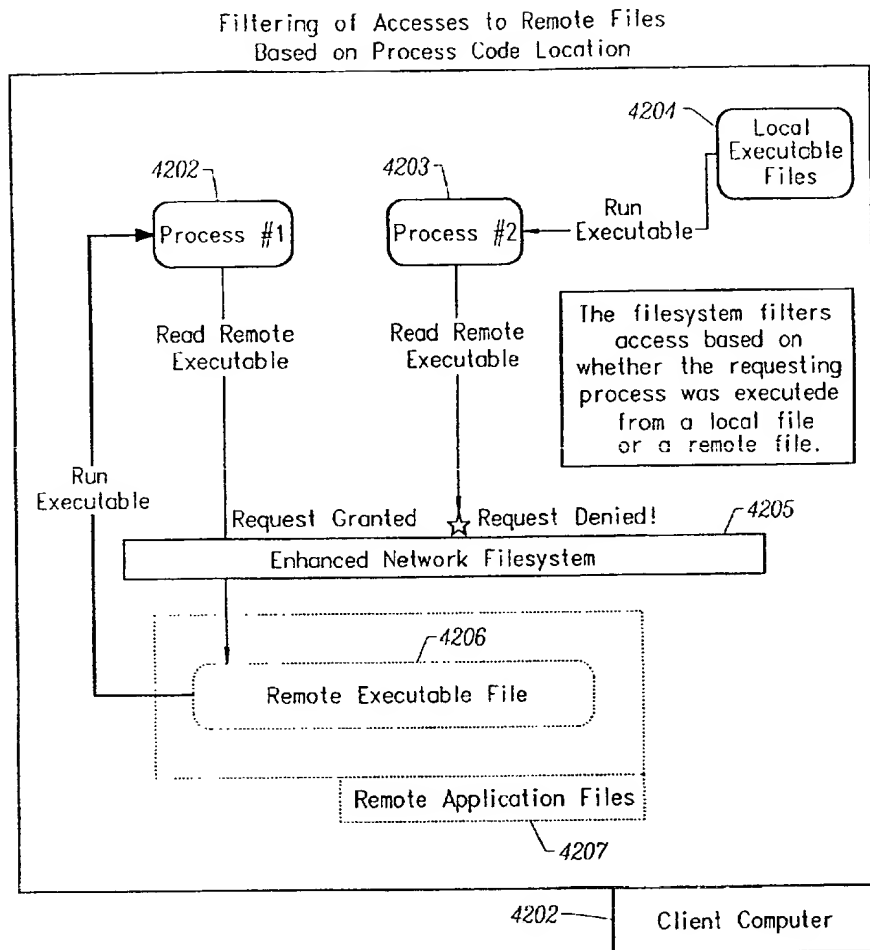 Filtering of Accesses to Remote Files
Based on Process Code Location
4204
Local
Executable
Files
4202
4203
Process #1
Process #2
Run
Executable
Read Remote
Executable
Read Remote
Executable
The filesystem filters
access based on
whether the requesting
process was executede
from a local file
or a remote file.
Run
Executable
Request Granted
Request Denied!
4205
Enhanced Network Filesystem
4206
Remote Executable File
Remote Application Files
4207
4202
Client Computer